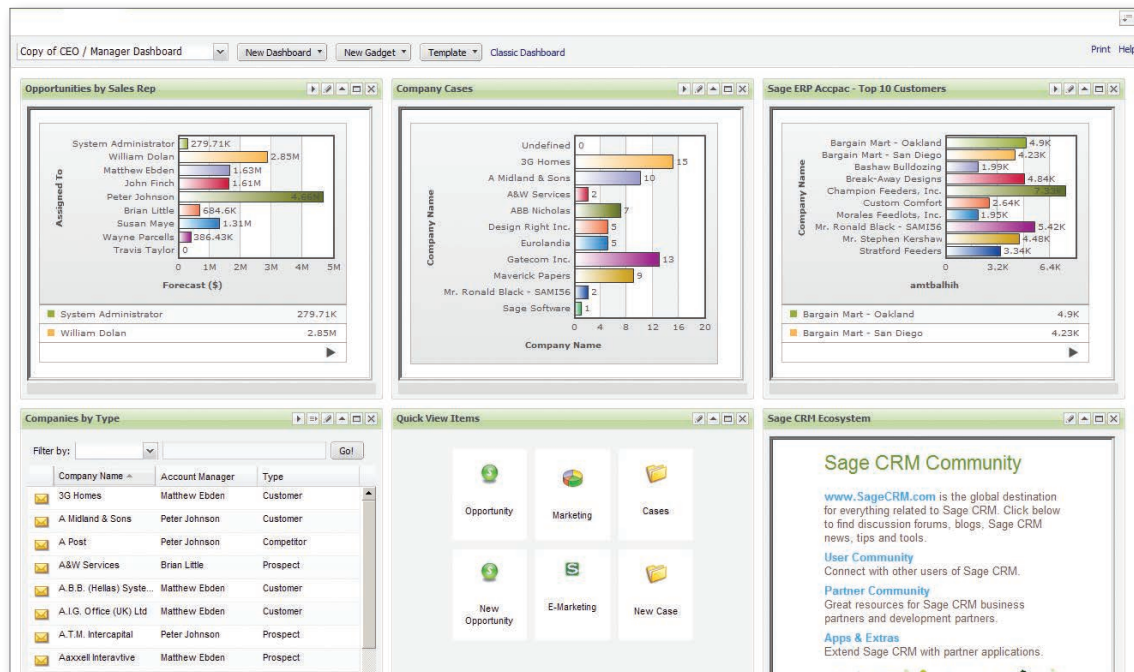 Copy of CEO / Manager Dashboard New Dashboard New Gadget Template Classic Dashboard Print Help
Opportunities by Sales Rep
Assigned To
System Administrator 279.71K
William Dolan 2.85M
Matthew Ebden 1.63M
John Finch 1.61M
Peter Johnson 4.66M
Brian Little 684.6K
Susan Maye 1.31M
Wayne Parcells 386.43K
Travis Taylor 0
0 1M 2M 3M 4M 5M
Forecast ($)
System Administrator 279.71K
William Dolan 2.85M
Company Cases
Company Name
Undefined 0
3G Homes 15
A Midland & Sons 10
A&W Services 2
ABB Nicholas 7
Design Right Inc. 5
Eurolandia 5
Gatecom Inc. 13
Maverick Papers 9
Mr. Ronald Black - SAMI56 2
Sage Software 1
0 4 8 12 16 20
Company Name
Sage ERP Accpac - Top 10 Customers
Company Name
Bargain Mart - Oakland 4.9K
Bargain Mart - San Diego 4.23K
Bashaw Bulldozing 1.99K
Break-Away Designs 4.84K
Champion Feeders, Inc. 7.33K
Custom Comfort 2.64K
Morales Feedlots, Inc. 1.95K
Mr. Ronald Black - SAMI56 5.42K
Mr. Stephen Kershaw 4.48K
Stratford Feeders 3.34K
0 3.2K 6.4K
amtbalhih
Bargain Mart - Oakland 4.9K
Bargain Mart - San Diego 4.23K
Companies by Type
Filter by: Go!
Company Name Account Manager Type
3G Homes Matthew Ebden Customer
A Midland & Sons Peter Johnson Customer
A Post Peter Johnson Competitor
A&W Services Brian Little Prospect
A.B.B. (Hellas) Syste... Matthew Ebden Customer
A.I.G. Office (UK) Ltd Matthew Ebden Customer
A.T.M. Intercapital Peter Johnson Prospect
Aaxxell Interavtive Matthew Ebden Prospect
Quick View Items
Opportunity Marketing Cases
New
Opportunity
E-Marketing
New Case
Sage CRM Ecosystem
Sage CRM Community
www.SageCRM.com is the global destination
for everything related to Sage CRM. Click below
to find discussion forums, blogs, Sage CRM
news, tips and tools.
User Community
Connect with other users of Sage CRM.
Partner Community
Great resources for Sage CRM business
partners and development partners.
Apps & Extras
Extend Sage CRM with partner applications.